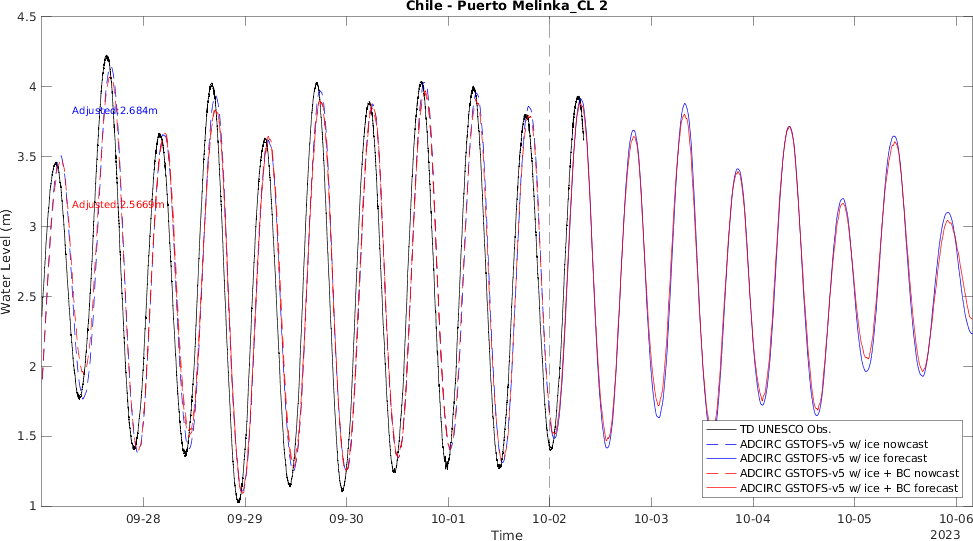 Chile - Puerto Melinka_CL 2
4.5
4
3.5
3
2.5
2
1.5
1
Water Level (m)
Adjusted:2.684m
Adjusted:2.5669m
TD UNESCO Obs.
ADCIRC GSTOFS-v5 w/ ice nowcast
ADCIRC GSTOFS-v5 w/ ice forecast
ADCIRC GSTOFS-v5 w/ ice + BC nowcast
ADCIRC GSTOFS-v5 w/ ice + BC forecast
09-28 09-29 09-30 10-01 10-02 10-03 10-04 10-05 10-06
Time
2023